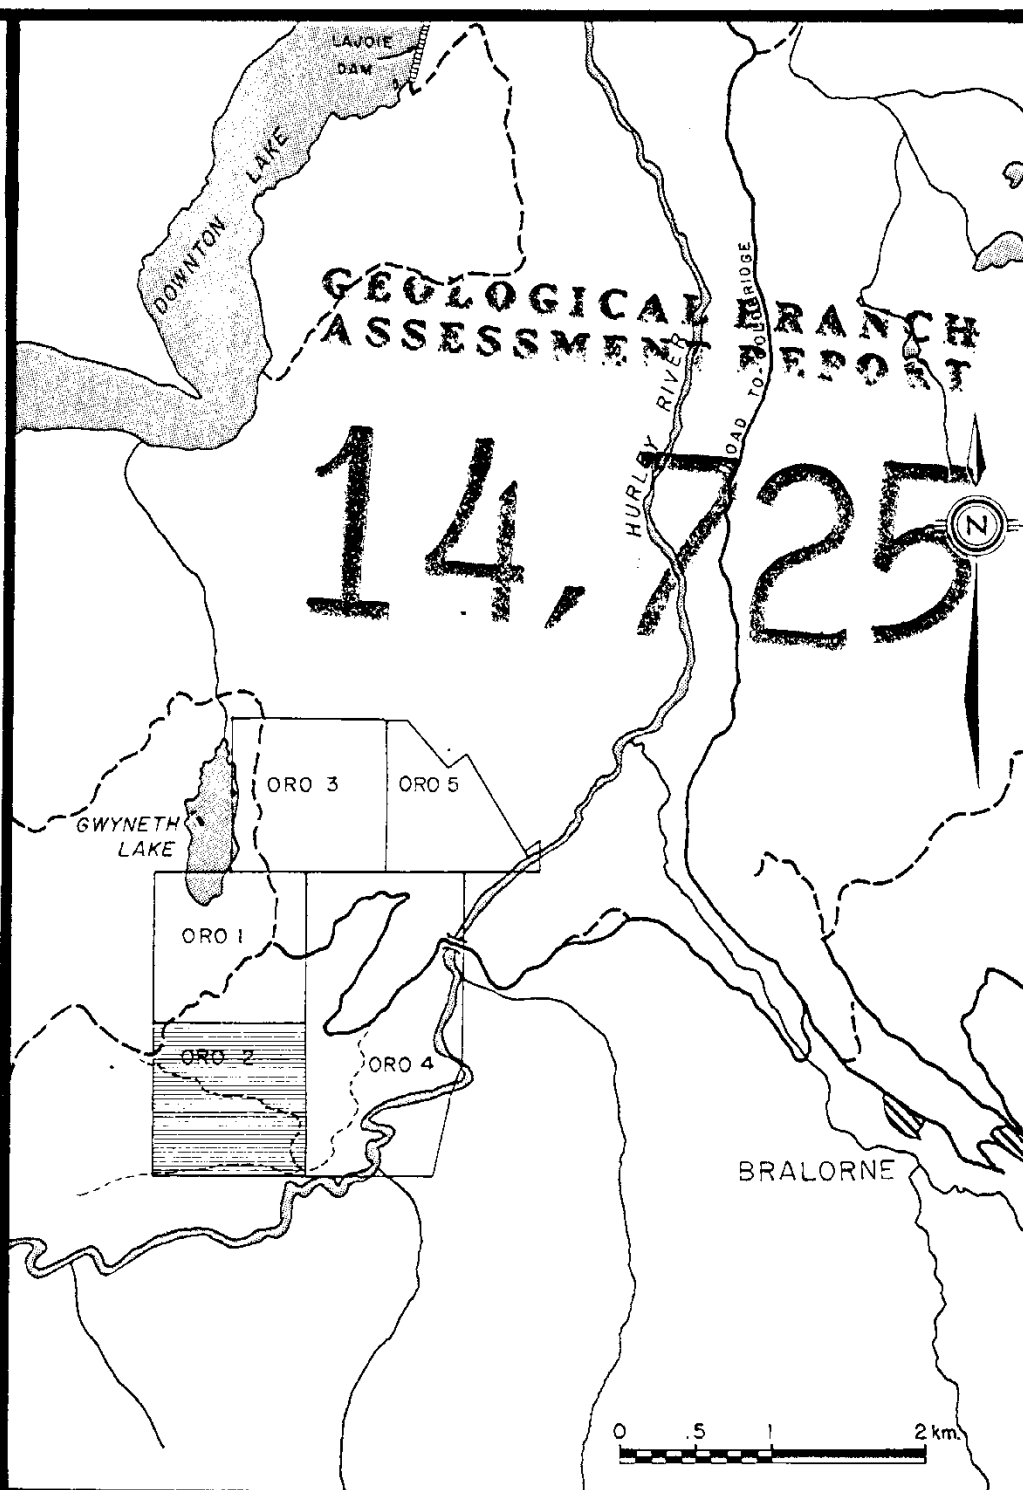 LAJOIE
DAM
DOWNTON LAKE
GEOLOGICAL BRANCH
ASSESSMENT REPORT
ROAD TO GOLDBRIDGE
HURLEY RIVER
14,725
N
ORO 3
ORO 5
GWYNETH
LAKE
ORO 1
ORO 2
ORO 4
BRALORNE
0 .5 1 2 km.